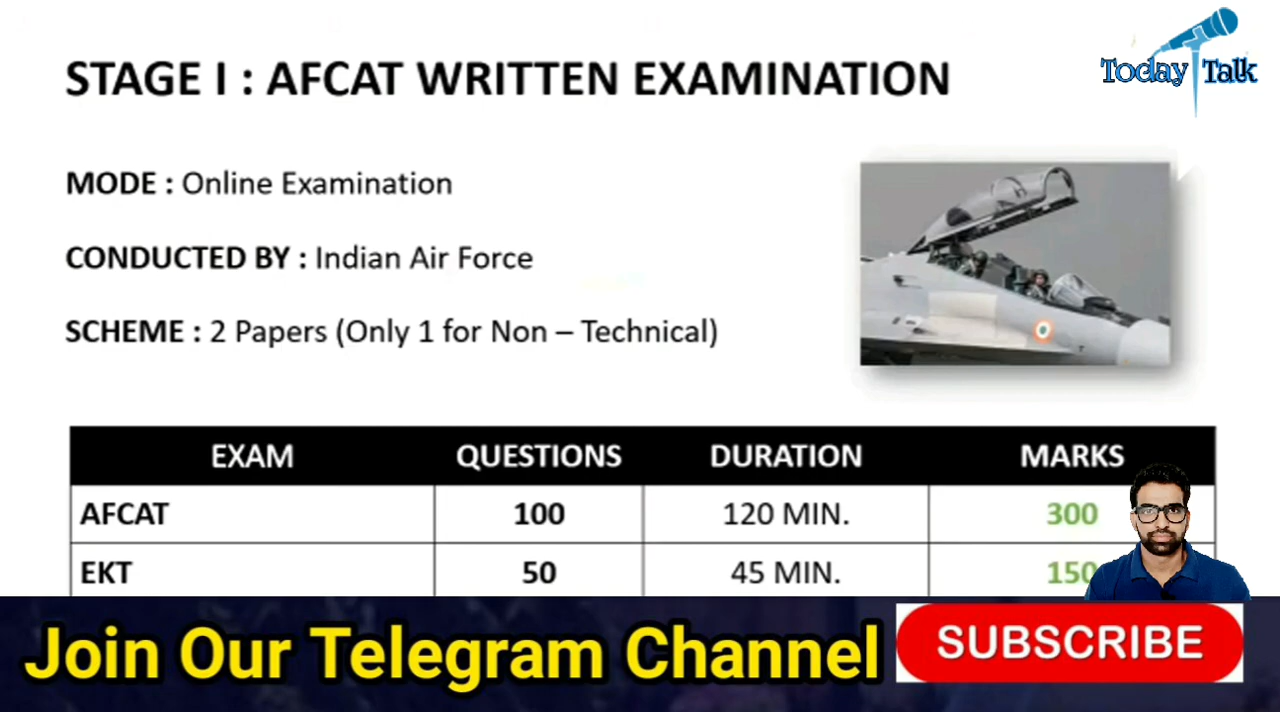 Today Talk
STAGE I : AFCAT WRITTEN EXAMINATION
MODE : Online Examination
CONDUCTED BY : Indian Air Force
SCHEME : 2 Papers (Only 1 for Non – Technical)
EXAM QUESTIONS DURATION MARKS
AFCAT 100 120 MIN. 300
EKT 50 45 MIN. 150
Join Our Telegram Channel SUBSCRIBE